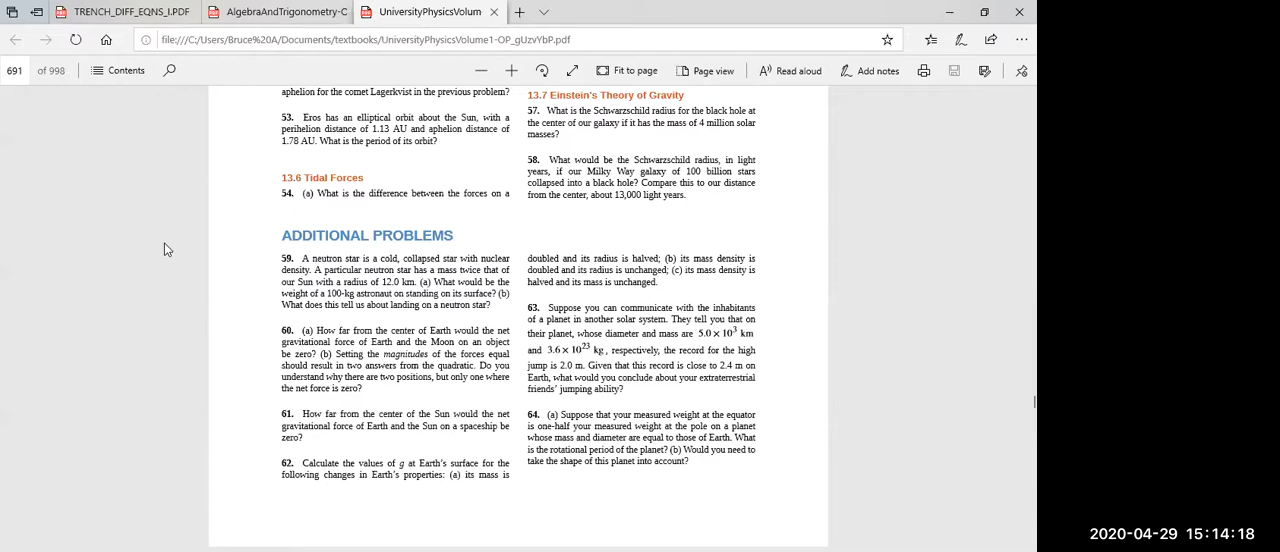 TRENCH_DIFF_EQNS_I.PDF
AlgebraAndTrigonometry-C
UniversityPhysicsVolum
file:///C:/Users/Bruce%20A/Documents/textbooks/UniversityPhysicsVolume1-OP_gUzvYbP.pdf
691 of 998 Contents Fit to page Page view Read aloud Add notes
aphelion for the comet Lagerkvist in the previous problem?
53. Eros has an elliptical orbit about the Sun, with a
perihelion distance of 1.13 AU and aphelion distance of
1.78 AU. What is the period of its orbit?
13.6 Tidal Forces
54. (a) What is the difference between the forces on a
13.7 Einstein's Theory of Gravity
57. What is the Schwarzschild radius for the black hole at
the center of our galaxy if it has the mass of 4 million solar
masses?
58. What would be the Schwarzschild radius, in light
years, if our Milky Way galaxy of 100 billion stars
collapsed into a black hole? Compare this to our distance
from the center, about 13,000 light years.
ADDITIONAL PROBLEMS
59. A neutron star is a cold, collapsed star with nuclear
density. A particular neutron star has a mass twice that of
our Sun with a radius of 12.0 km. (a) What would be the
weight of a 100-kg astronaut on standing on its surface? (b)
What does this tell us about landing on a neutron star?
60. (a) How far from the center of Earth would the net
gravitational force of Earth and the Moon on an object
be zero? (b) Setting the magnitudes of the forces equal
should result in two answers from the quadratic. Do you
understand why there are two positions, but only one where
the net force is zero?
61. How far from the center of the Sun would the net
gravitational force of Earth and the Sun on a spaceship be
zero?
62. Calculate the values of g at Earth's surface for the
following changes in Earth's properties: (a) its mass is
doubled and its radius is halved; (b) its mass density is
doubled and its radius is unchanged; (c) its mass density is
halved and its mass is unchanged.
63. Suppose you can communicate with the inhabitants
of a planet in another solar system. They tell you that on
their planet, whose diameter and mass are 5.0 × 10³ km
and 3.6 × 10²³ kg, respectively, the record for the high
jump is 2.0 m. Given that this record is close to 2.4 m on
Earth, what would you conclude about your extraterrestrial
friends' jumping ability?
64. (a) Suppose that your measured weight at the equator
is one-half your measured weight at the pole on a planet
whose mass and diameter are equal to those of Earth. What
is the rotational period of the planet? (b) Would you need to
take the shape of this planet into account?
2020-04-29 15:14:18